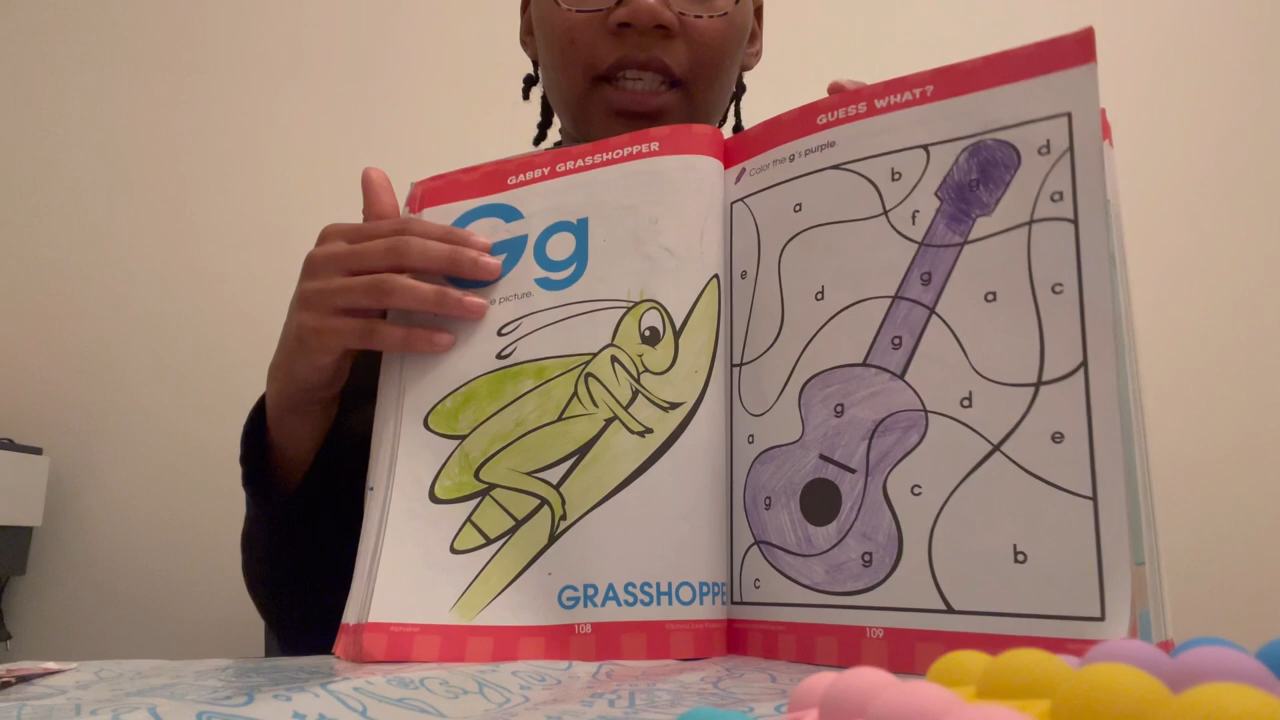 GABBY GRASSHOPPER
Gg
e picture.
GRASSHOPPE
108
GUESS WHAT?
Color the g's purple.
b
d
g
a
a
f
e
g
d
a
c
g
g
d
a
e
g
c
g
b
c
109